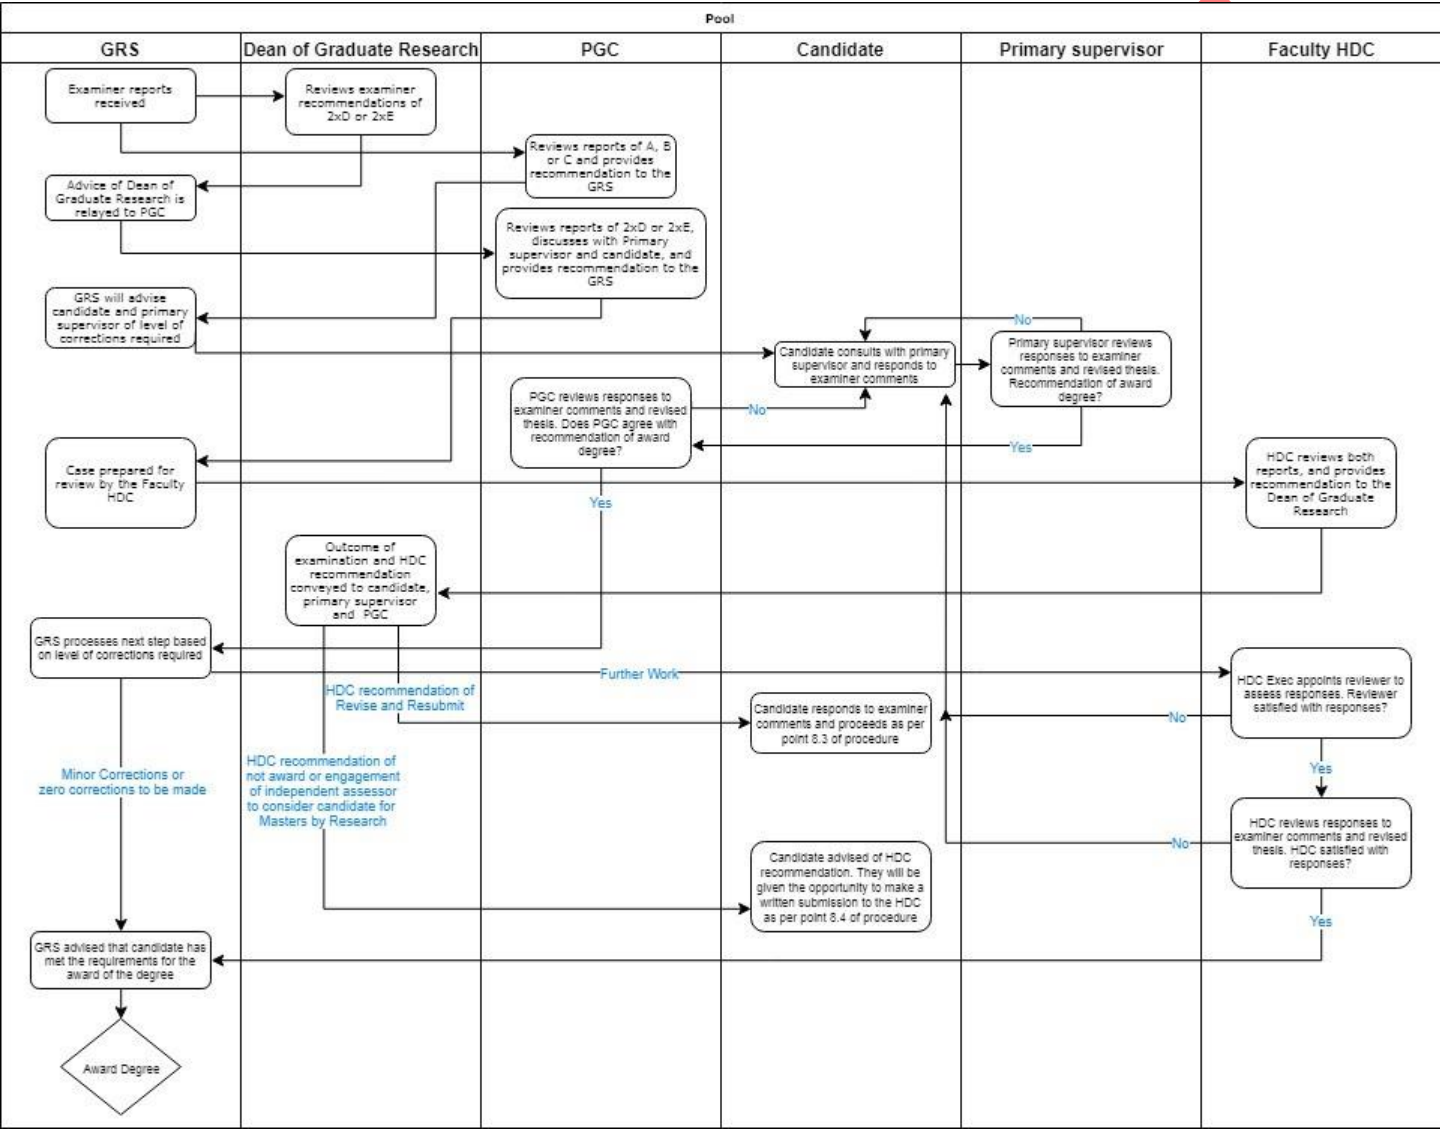 Pool
GRS
Dean of Graduate Research
PGC
Candidate
Primary supervisor
Faculty HDC
Examiner reports
received
Reviews examiner
recommendations of
2xD or 2xE
Reviews reports of A, B
or C and provides
recommendation to the
GRS
Advice of Dean of
Graduate Research is
relayed to PGC
Reviews reports of 2xD or 2xE,
discusses with Primary
supervisor and candidate, and
provides recommendation to the
GRS
GRS will advise
candidate and primary
supervisor of level of
corrections required
No
Candidate consults with primary
supervisor and responds to
examiner comments
Primary supervisor reviews
responses to examiner
comments and revised thesis.
Recommendation of award
degree?
PGC reviews responses to
examiner comments and revised
thesis. Does PGC agree with
recommendation of award
degree?
No
Yes
Case prepared for
review by the Faculty
HDC
HDC reviews both
reports, and provides
recommendation to the
Dean of Graduate
Research
Yes
Outcome of
examination and HDC
recommendation
conveyed to candidate,
primary supervisor
and PGC
GRS processes next step based
on level of corrections required
Further Work
HDC Exec appoints reviewer to
assess responses. Reviewer
satisfied with responses?
HDC recommendation of
Revise and Resubmit
Candidate responds to examiner
comments and proceeds as per
point 8.3 of procedure
No
Yes
Minor Corrections or
zero corrections to be made
HDC recommendation of
not award or engagement
of independent assessor
to consider candidate for
Masters by Research
HDC reviews responses to
examiner comments and revised
thesis. HDC satisfied with
responses?
No
Candidate advised of HDC
recommendation. They will be
given the opportunity to make a
written submission to the HDC
as per point 8.4 of procedure
Yes
GRS advised that candidate has
met the requirements for the
award of the degree
Award Degree